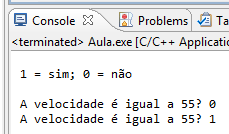 Console Problems Ta
<terminated> Aula.exe [C/C++ Applicatio
1 = sim; 0 = não
A velocidade é igual a 55? 0
A velocidade é igual a 55? 1